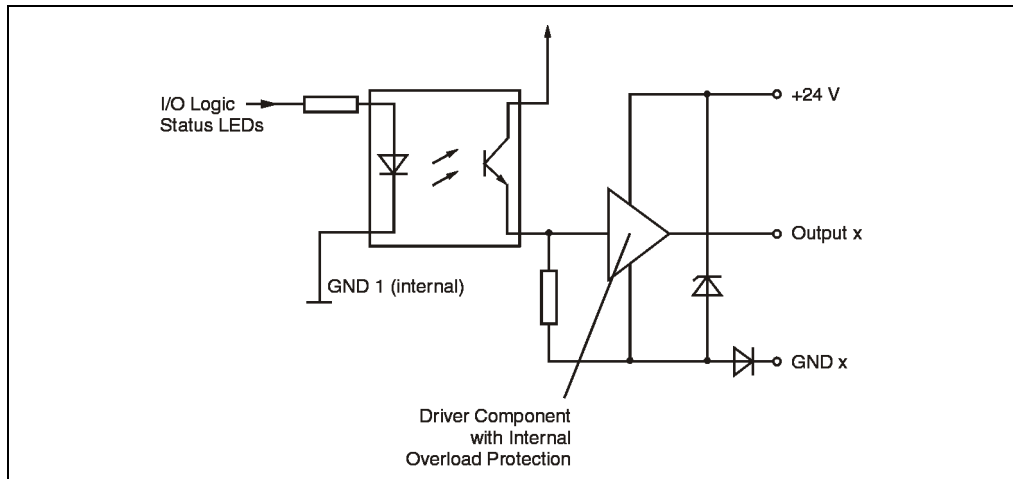 I/O Logic
Status LEDs
+24 V
Output x
GND 1 (internal)
GND x
Driver Component
with Internal
Overload Protection